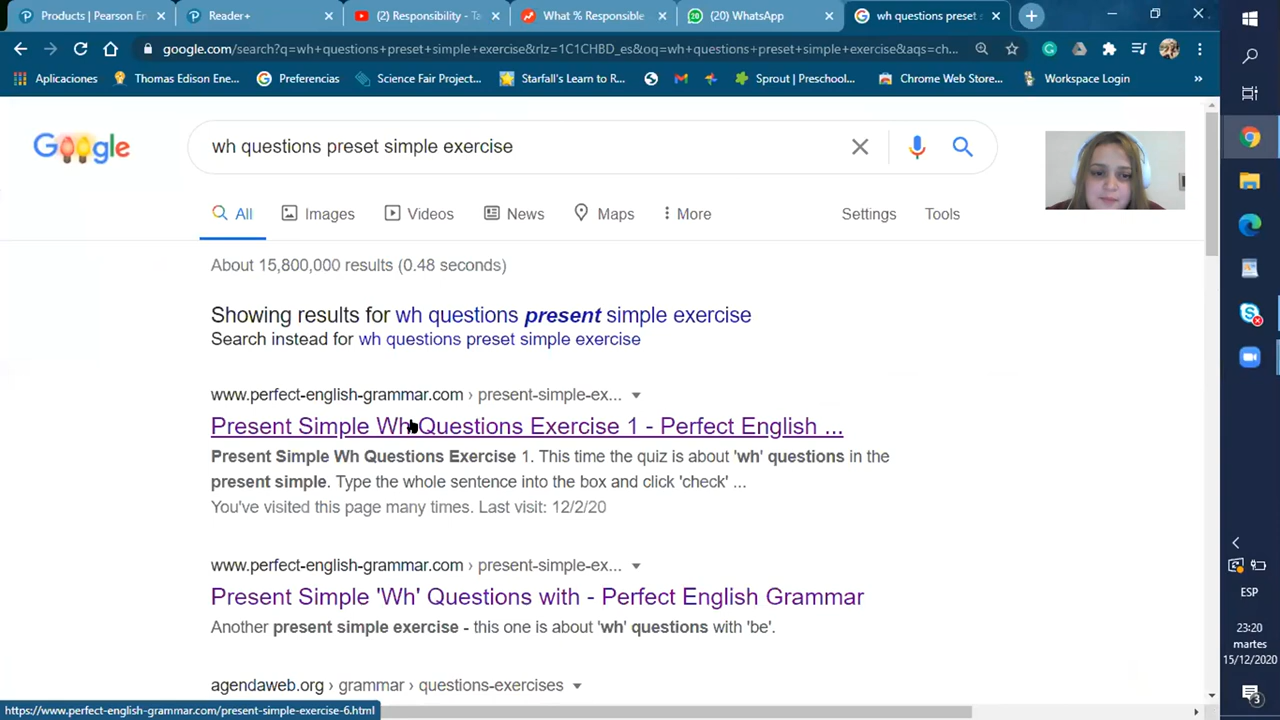 Products | Pearson En
Reader+
(2) Responsibility - Ta
What % Responsible
(20) WhatsApp
wh questions preset s
google.com/search?q=wh+questions+preset+simple+exercise&rlz=1C1CHBD_es&oq=wh+questions+preset+simple+exercise&aqs=ch...
Aplicaciones
Thomas Edison Ene...
Preferencias
Science Fair Project...
Starfall's Learn to R...
Sprout | Preschool...
Chrome Web Store...
Workspace Login
»
Google
wh questions preset simple exercise
All
Images
Videos
News
Maps
More
Settings
Tools
About 15,800,000 results (0.48 seconds)
Showing results for wh questions present simple exercise
Search instead for wh questions preset simple exercise
www.perfect-english-grammar.com › present-simple-ex...
Present Simple Wh Questions Exercise 1 - Perfect English ...
Present Simple Wh Questions Exercise 1. This time the quiz is about 'wh' questions in the
present simple. Type the whole sentence into the box and click 'check' ...
You've visited this page many times. Last visit: 12/2/20
www.perfect-english-grammar.com › present-simple-ex...
Present Simple 'Wh' Questions with - Perfect English Grammar
Another present simple exercise - this one is about 'wh' questions with 'be'.
agendaweb.org › grammar › questions-exercises
https://www.perfect-english-grammar.com/present-simple-exercise-6.html
ESP
23:20
martes
15/12/2020
3